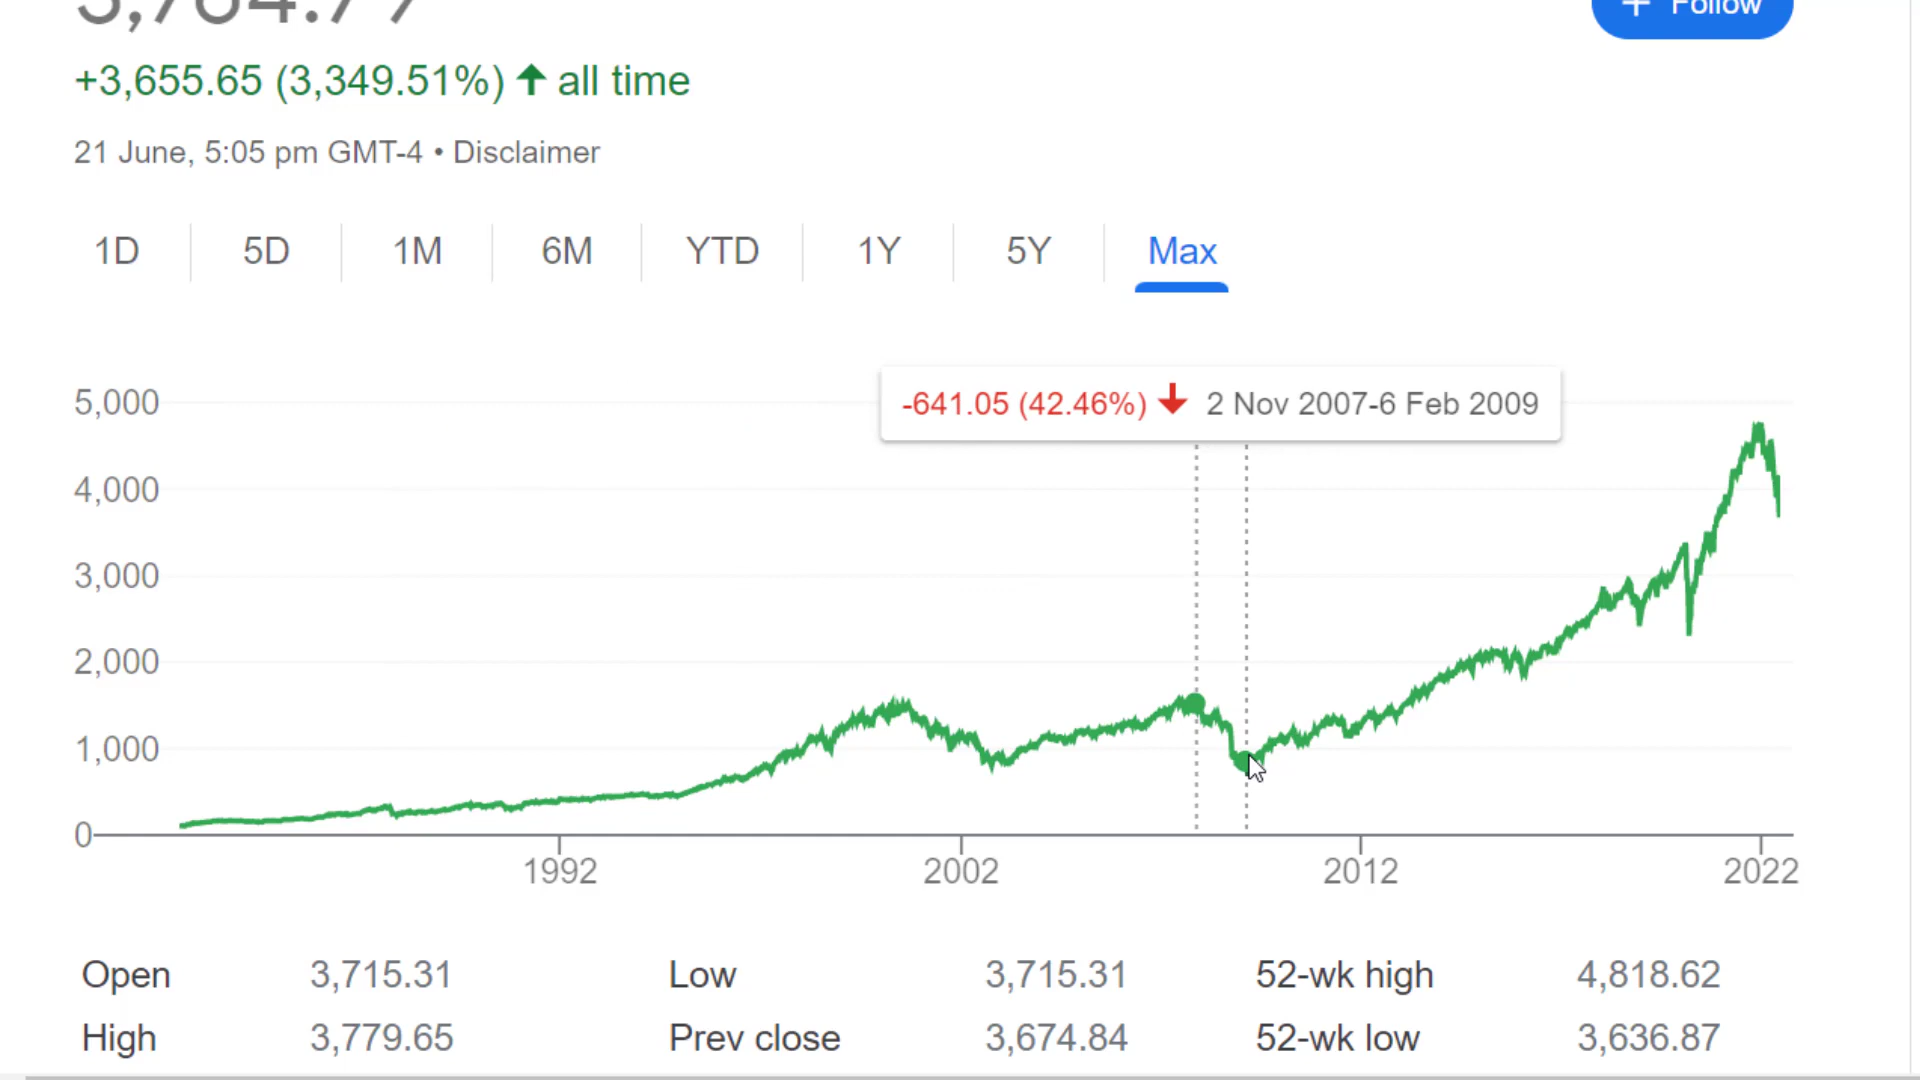 3,764.79
Follow
+3,655.65 (3,349.51%) all time
21 June, 5:05 pm GMT-4 • Disclaimer
1D 5D 1M 6M YTD 1Y 5Y Max
-641.05 (42.46%) 2 Nov 2007-6 Feb 2009
5,000
4,000
3,000
2,000
1,000
0
1992 2002 2012 2022
Open 3,715.31 Low 3,715.31 52-wk high 4,818.62
High 3,779.65 Prev close 3,674.84 52-wk low 3,636.87